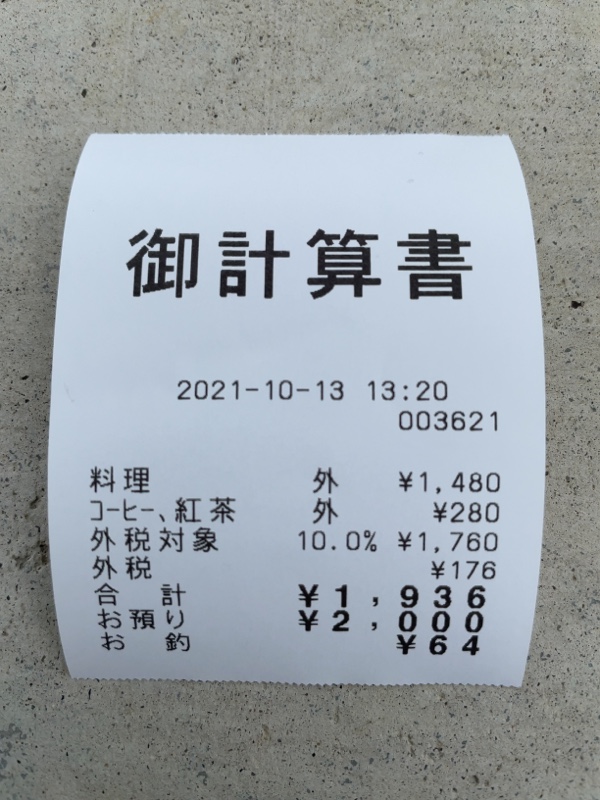 御計算書
2021-10-13 13:20
003621
料理 外 ¥1,480
コーヒー、紅茶 外 ¥280
外税対象 10.0% ¥1,760
外税 ¥176
合計 ¥1,936
お預り ¥2,000
お釣 ¥64